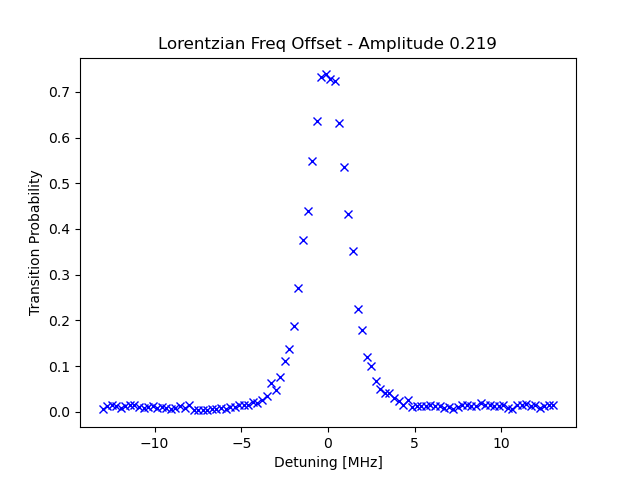 Lorentzian Freq Offset - Amplitude 0.219
Transition Probability
0.7
0.6
0.5
0.4
0.3
0.2
0.1
0.0
−10 −5 0 5 10
Detuning [MHz]